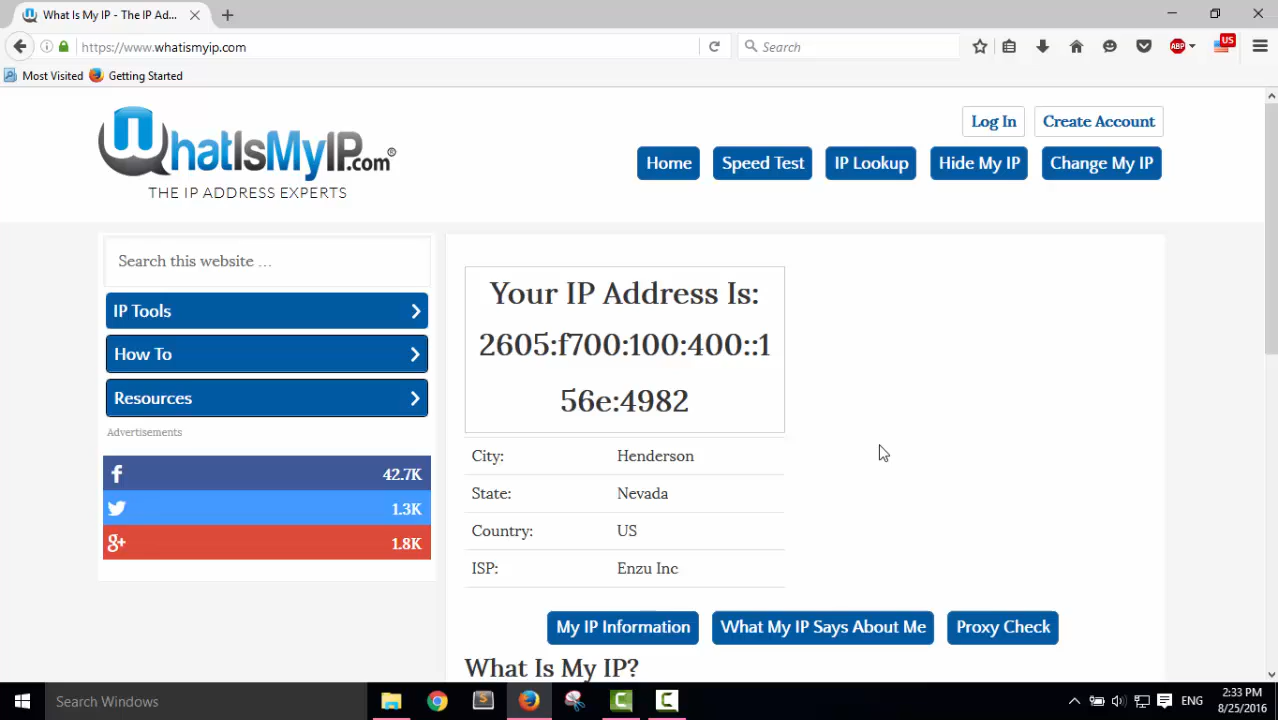 What Is My IP - The IP Ad...
https://www.whatismyip.com
Search
ABP
US
Most Visited
Getting Started
WhatIsMyIP.com®
THE IP ADDRESS EXPERTS
Log In
Create Account
Home
Speed Test
IP Lookup
Hide My IP
Change My IP
Search this website ...
IP Tools
How To
Resources
Advertisements
f 42.7K
1.3K
g+ 1.8K
Your IP Address Is:
2605:f700:100:400::1
56e:4982
City: Henderson
State: Nevada
Country: US
ISP: Enzu Inc
My IP Information
What My IP Says About Me
Proxy Check
What Is My IP?
Search Windows
ENG
2:33 PM
8/25/2016